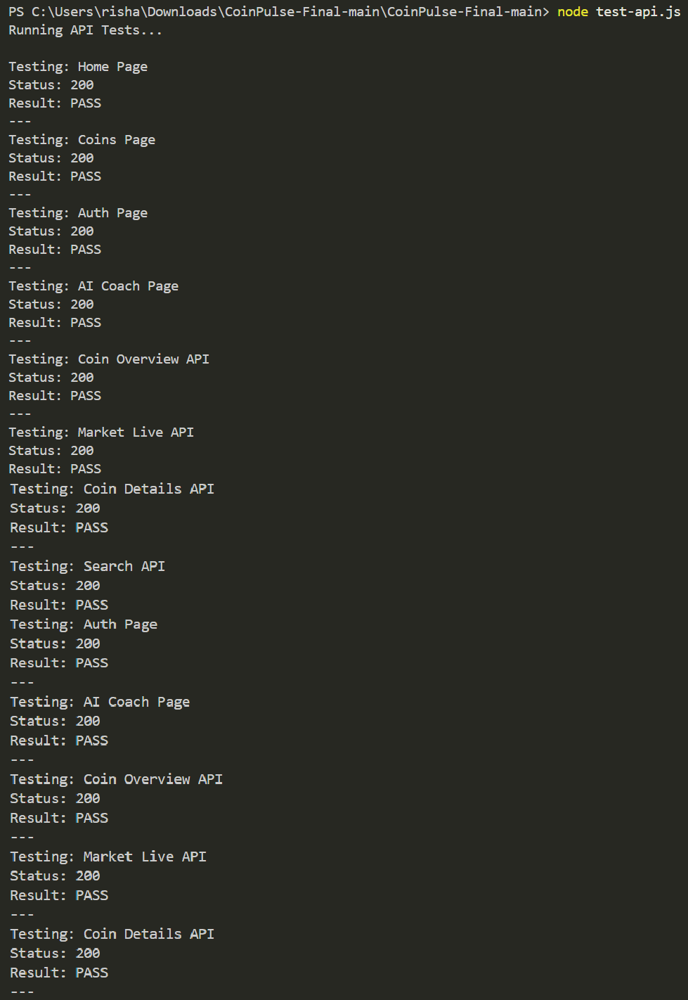 PS C:\Users\risha\Downloads\CoinPulse-Final-main\CoinPulse-Final-main> node test-api.js
Running API Tests...
Testing: Home Page
Status: 200
Result: PASS
---
Testing: Coins Page
Status: 200
Result: PASS
---
Testing: Auth Page
Status: 200
Result: PASS
---
Testing: AI Coach Page
Status: 200
Result: PASS
---
Testing: Coin Overview API
Status: 200
Result: PASS
---
Testing: Market Live API
Status: 200
Result: PASS
Testing: Coin Details API
Status: 200
Result: PASS
---
Testing: Search API
Status: 200
Result: PASS
Testing: Auth Page
Status: 200
Result: PASS
---
Testing: AI Coach Page
Status: 200
Result: PASS
---
Testing: Coin Overview API
Status: 200
Result: PASS
---
Testing: Market Live API
Status: 200
Result: PASS
---
Testing: Coin Details API
Status: 200
Result: PASS
---